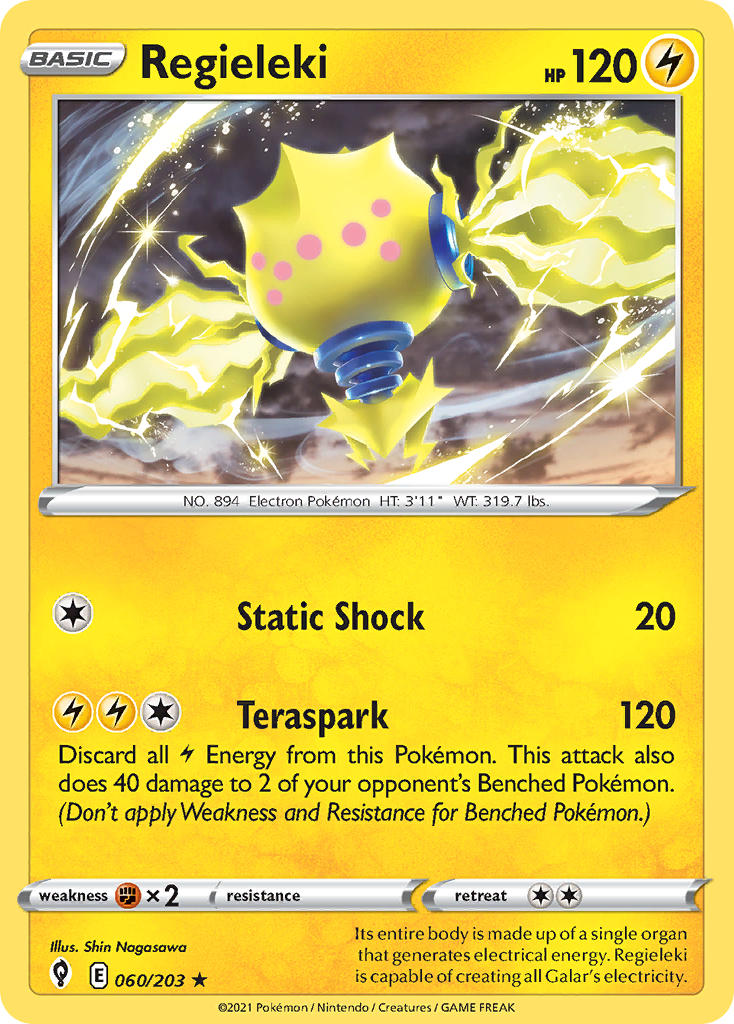 BASIC Regieleki HP 120
NO. 894 Electron Pokémon HT: 3'11" WT: 319.7 lbs.
Static Shock 20
Teraspark 120
Discard all Energy from this Pokémon. This attack also
does 40 damage to 2 of your opponent's Benched Pokémon.
(Don't apply Weakness and Resistance for Benched Pokémon.)
weakness ×2 resistance retreat
Illus. Shin Nagasawa
E 060/203 ★
Its entire body is made up of a single organ
that generates electrical energy. Regieleki
is capable of creating all Galar's electricity.
©2021 Pokémon / Nintendo / Creatures / GAME FREAK